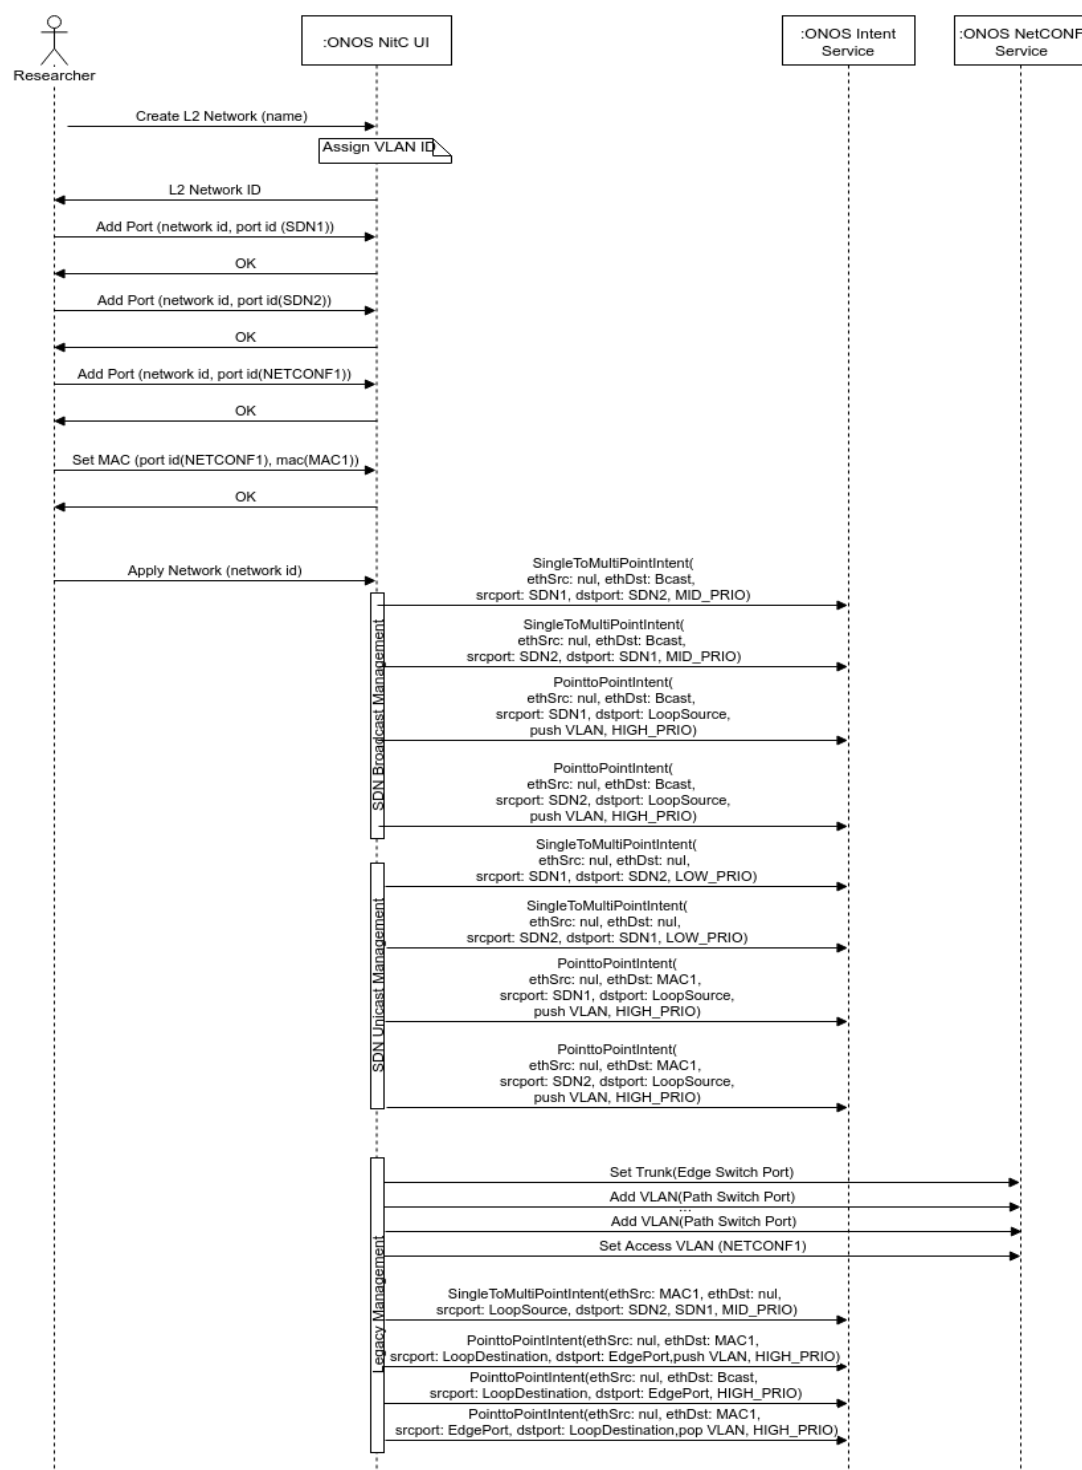 Researcher
:ONOS NitC UI
:ONOS Intent
Service
:ONOS NetCONF
Service
Create L2 Network (name)
Assign VLAN ID
L2 Network ID
Add Port (network id, port id (SDN1))
OK
Add Port (network id, port id(SDN2))
OK
Add Port (network id, port id(NETCONF1))
OK
Set MAC (port id(NETCONF1), mac(MAC1))
OK
Apply Network (network id)
SDN Broadcast Management
SingleToMultiPointIntent(
ethSrc: nul, ethDst: Bcast,
srcport: SDN1, dstport: SDN2, MID_PRIO)
SingleToMultiPointIntent(
ethSrc: nul, ethDst: Bcast,
srcport: SDN2, dstport: SDN1, MID_PRIO)
PointtoPointIntent(
ethSrc: nul, ethDst: Bcast,
srcport: SDN1, dstport: LoopSource,
push VLAN, HIGH_PRIO)
PointtoPointIntent(
ethSrc: nul, ethDst: Bcast,
srcport: SDN2, dstport: LoopSource,
push VLAN, HIGH_PRIO)
SDN Unicast Management
SingleToMultiPointIntent(
ethSrc: nul, ethDst: nul,
srcport: SDN1, dstport: SDN2, LOW_PRIO)
SingleToMultiPointIntent(
ethSrc: nul, ethDst: nul,
srcport: SDN2, dstport: SDN1, LOW_PRIO)
PointtoPointIntent(
ethSrc: nul, ethDst: MAC1,
srcport: SDN1, dstport: LoopSource,
push VLAN, HIGH_PRIO)
PointtoPointIntent(
ethSrc: nul, ethDst: MAC1,
srcport: SDN2, dstport: LoopSource,
push VLAN, HIGH_PRIO)
Legacy Management
Set Trunk(Edge Switch Port)
Add VLAN(Path Switch Port)
...
Add VLAN(Path Switch Port)
Set Access VLAN (NETCONF1)
SingleToMultiPointIntent(ethSrc: MAC1, ethDst: nul,
srcport: LoopSource, dstport: SDN2, SDN1, MID_PRIO)
PointtoPointIntent(ethSrc: nul, ethDst: MAC1,
srcport: LoopDestination, dstport: EdgePort,push VLAN, HIGH_PRIO)
PointtoPointIntent(ethSrc: nul, ethDst: Bcast,
srcport: LoopDestination, dstport: EdgePort, HIGH_PRIO)
PointtoPointIntent(ethSrc: nul, ethDst: MAC1,
srcport: EdgePort, dstport: LoopDestination,pop VLAN, HIGH_PRIO)